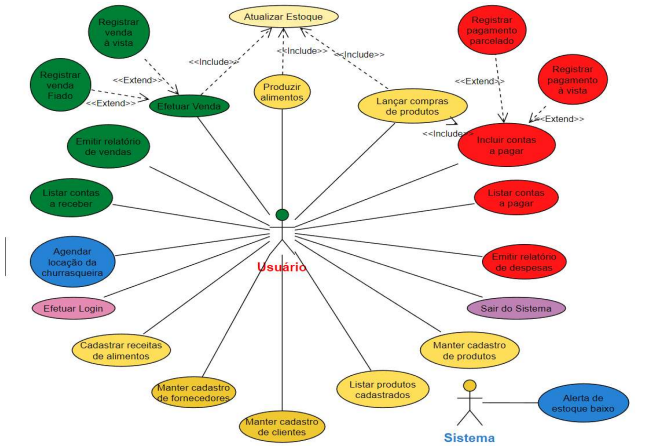 Registrar
venda
à vista
Atualizar Estoque
Registrar
pagamento
parcelado
<<Include>>
<<Include>>
<<Include>>
Registrar
venda
Fiado
<<Extend>>
<<Extend>>
Efetuar Venda
Produzir
alimentos
Lançar compras
de produtos
<<Extend>>
Registrar
pagamento
à vista
<<Extend>>
<<Include>>
Incluir contas
a pagar
Emitir relatório
de vendas
Listar contas
a receber
Listar contas
a pagar
Agendar
locação da
churrasqueira
Usuário
Emitir relatório
de despesas
Efetuar Login
Sair do Sistema
Cadastrar receitas
de alimentos
Manter cadastro
de produtos
Manter cadastro
de fornecedores
Listar produtos
cadastrados
Manter cadastro
de clientes
Alerta de
estoque baixo
Sistema